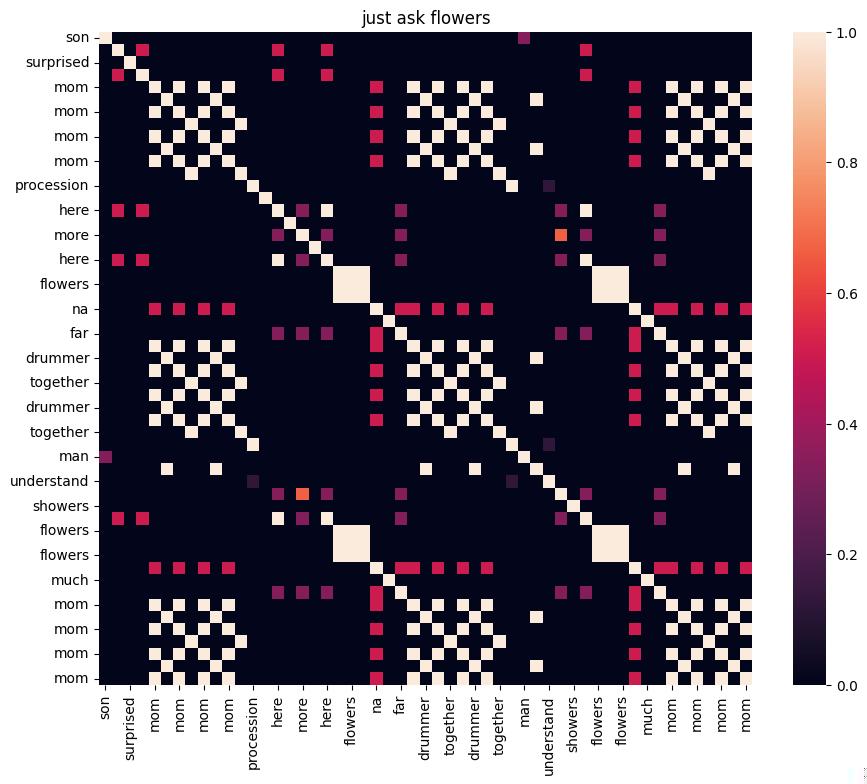 just ask flowers
son
surprised
mom
mom
mom
mom
procession
here
more
here
flowers
na
far
drummer
together
drummer
together
man
understand
showers
flowers
flowers
much
mom
mom
mom
mom
1.0
0.8
0.6
0.4
0.2
0.0
son
surprised
mom
mom
mom
mom
procession
here
more
here
flowers
na
far
drummer
together
drummer
together
man
understand
showers
flowers
flowers
much
mom
mom
mom
mom